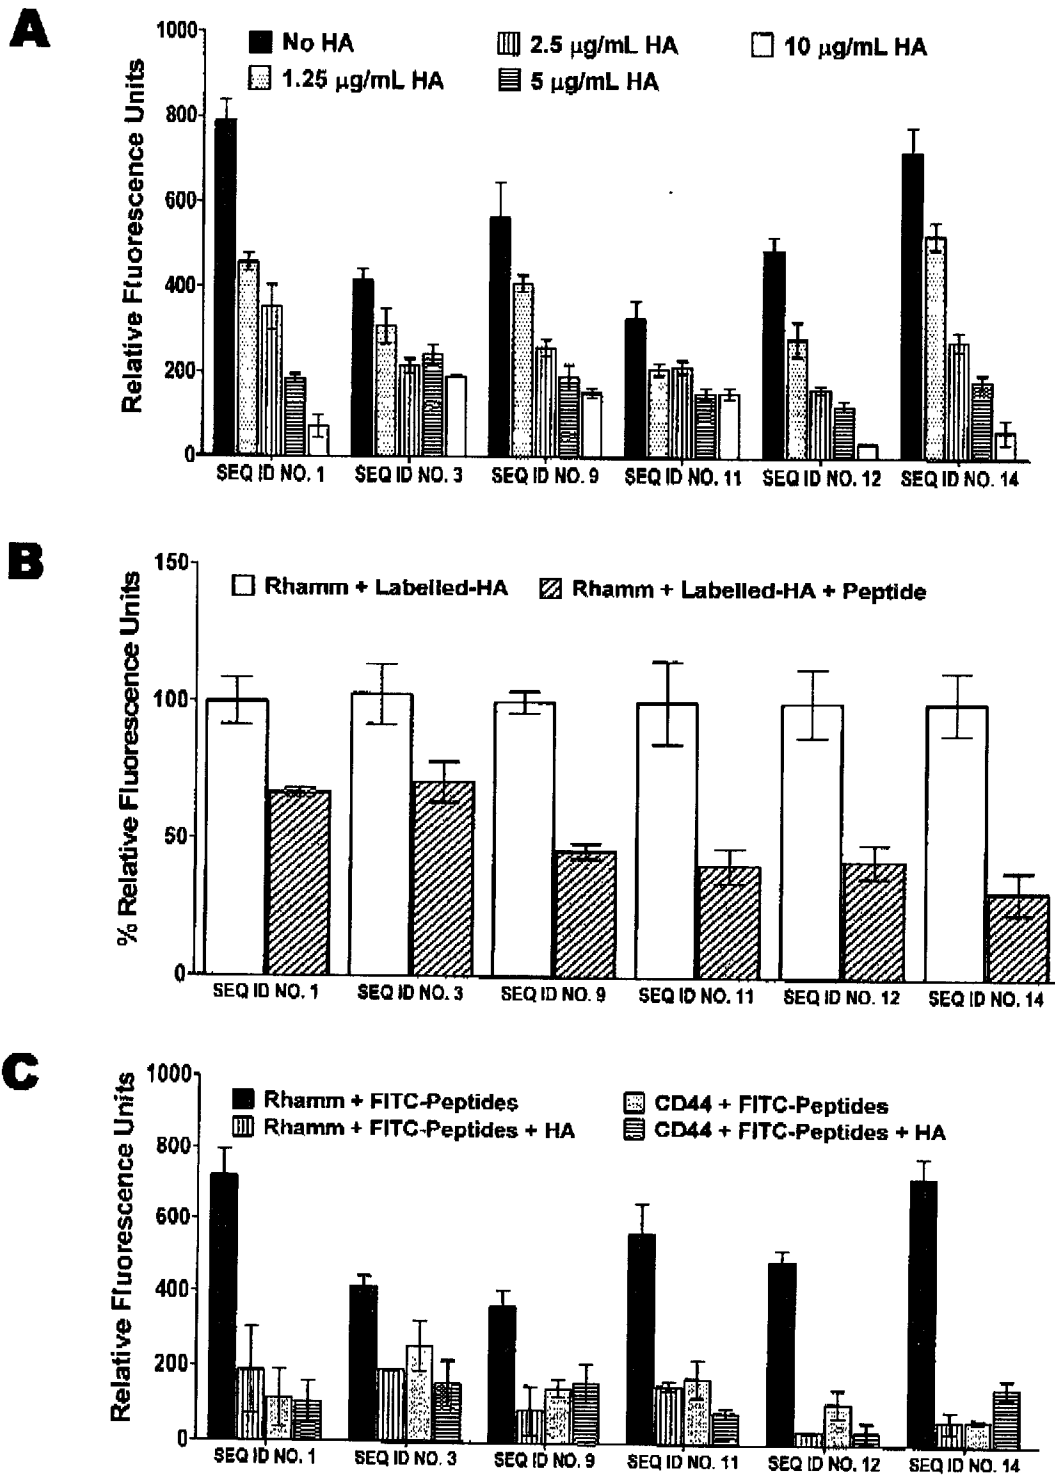 A
Relative Fluorescence Units
1000
800
600
400
200
0
No HA
2.5 µg/mL HA
10 µg/mL HA
1.25 µg/mL HA
5 µg/mL HA
SEQ ID NO. 1
SEQ ID NO. 3
SEQ ID NO. 9
SEQ ID NO. 11
SEQ ID NO. 12
SEQ ID NO. 14
B
% Relative Fluorescence Units
150
100
50
0
Rhamm + Labelled-HA
Rhamm + Labelled-HA + Peptide
SEQ ID NO. 1
SEQ ID NO. 3
SEQ ID NO. 9
SEQ ID NO. 11
SEQ ID NO. 12
SEQ ID NO. 14
C
Relative Fluorescence Units
1000
800
600
400
200
0
Rhamm + FITC-Peptides
CD44 + FITC-Peptides
Rhamm + FITC-Peptides + HA
CD44 + FITC-Peptides + HA
SEQ ID NO. 1
SEQ ID NO. 3
SEQ ID NO. 9
SEQ ID NO. 11
SEQ ID NO. 12
SEQ ID NO. 14